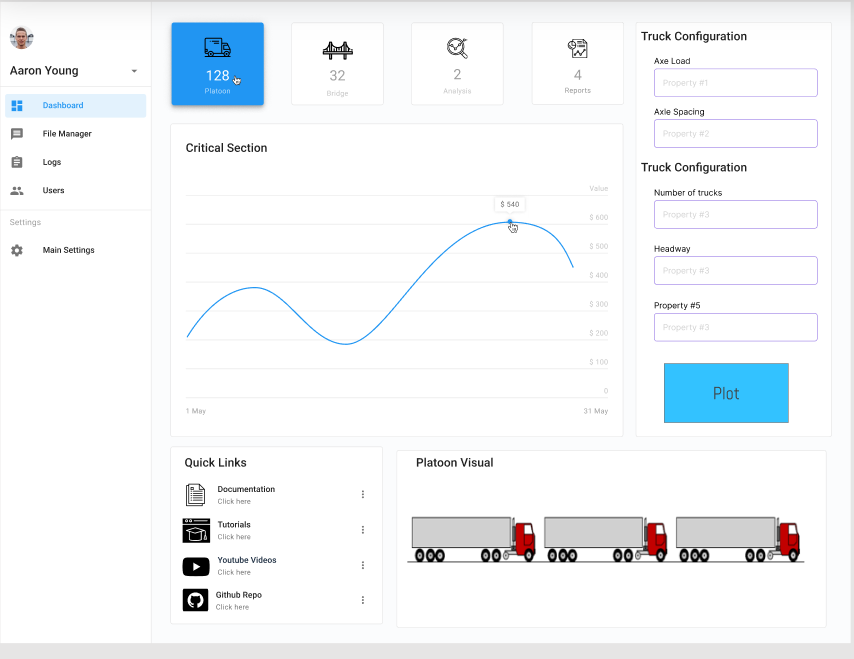 Aaron Young
Dashboard
File Manager
Logs
Users
Settings
Main Settings
128
Platoon
32
Bridge
2
Analysis
4
Reports
Critical Section
Value
$ 540
$ 600
$ 500
$ 400
$ 300
$ 200
$ 100
0
1 May
31 May
Truck Configuration
Axe Load
Property #1
Axle Spacing
Property #2
Truck Configuration
Number of trucks
Property #3
Headway
Property #3
Property #5
Property #3
Plot
Quick Links
Documentation
Click here
Tutorials
Click here
Youtube Videos
Click here
Github Repo
Click here
Platoon Visual